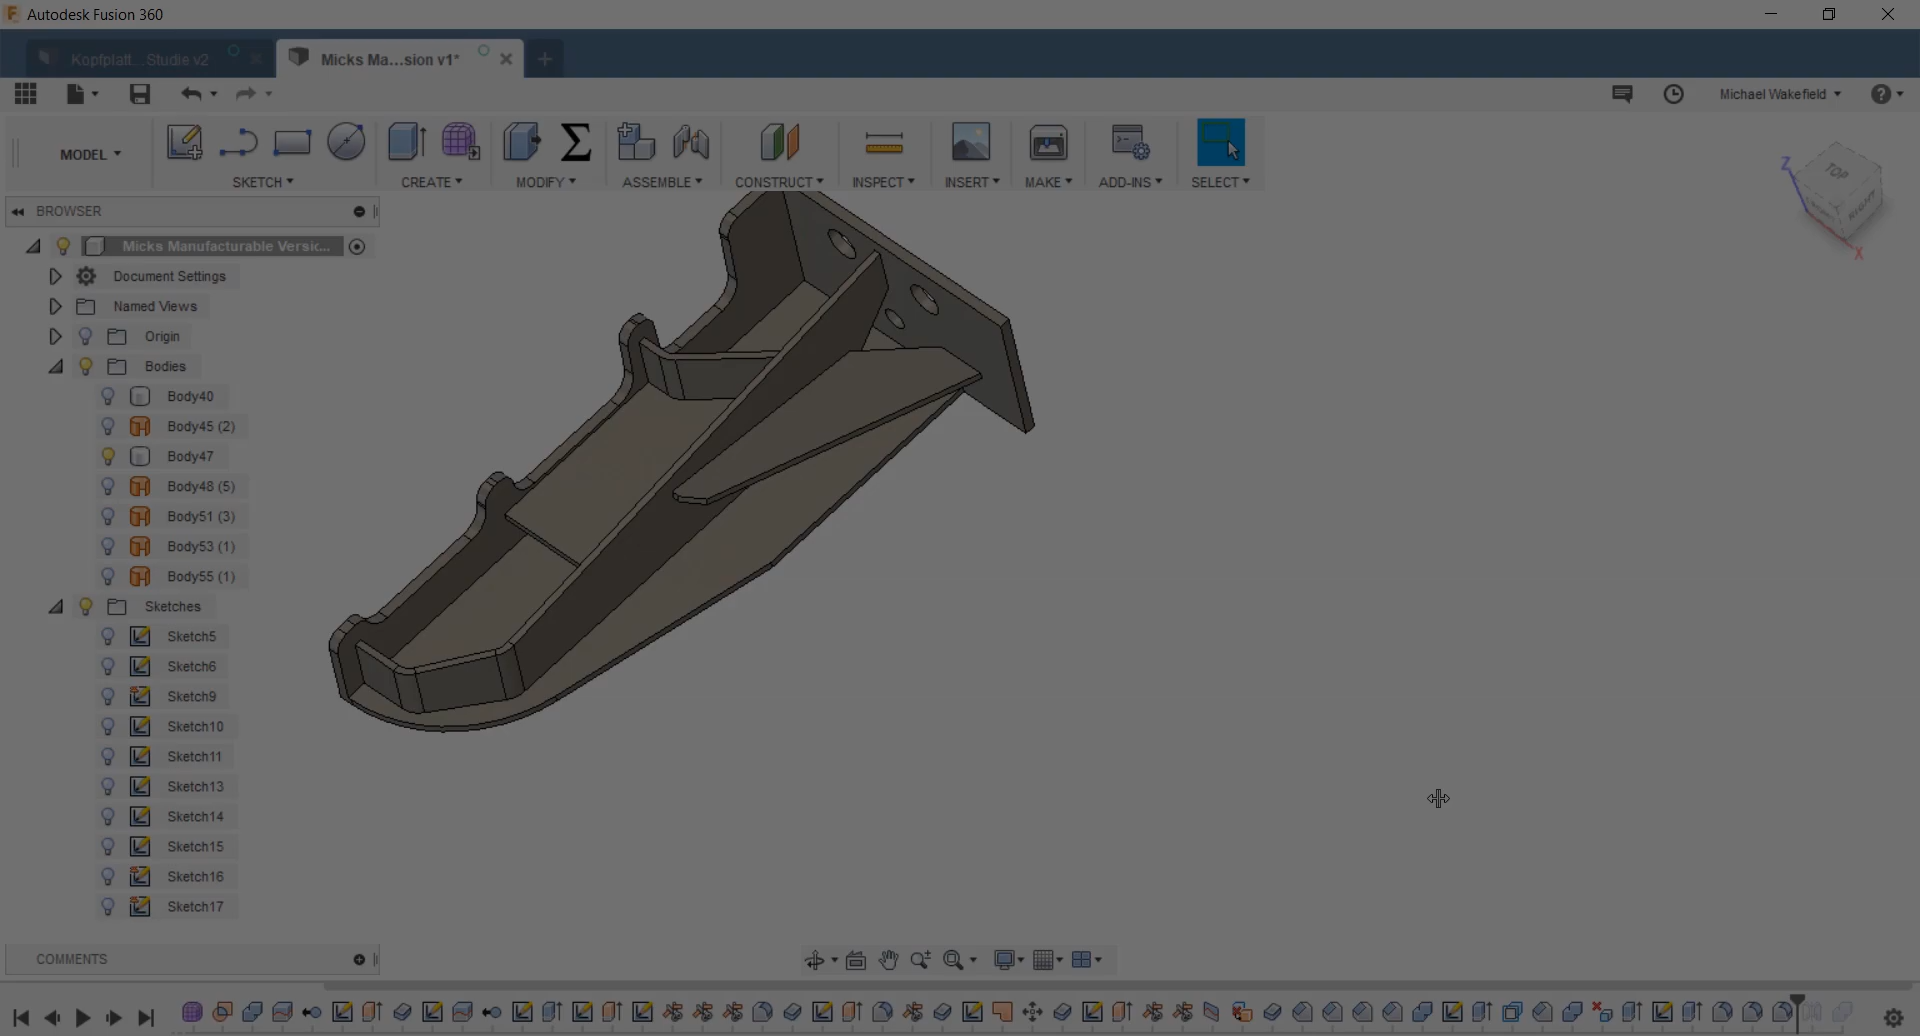 Autodesk Fusion 360
Kopfplatt...Studie v2
Micks Ma...sion v1*
Michael Wakefield
MODEL
SKETCH
CREATE
MODIFY
ASSEMBLE
CONSTRUCT
INSPECT
INSERT
MAKE
ADD-INS
SELECT
TOP
RIGHT
Z
X
BROWSER
Micks Manufacturable Versic...
Document Settings
Named Views
Origin
Bodies
Body40
Body45 (2)
Body47
Body48 (5)
Body51 (3)
Body53 (1)
Body55 (1)
Sketches
Sketch5
Sketch6
Sketch9
Sketch10
Sketch11
Sketch13
Sketch14
Sketch15
Sketch16
Sketch17
COMMENTS